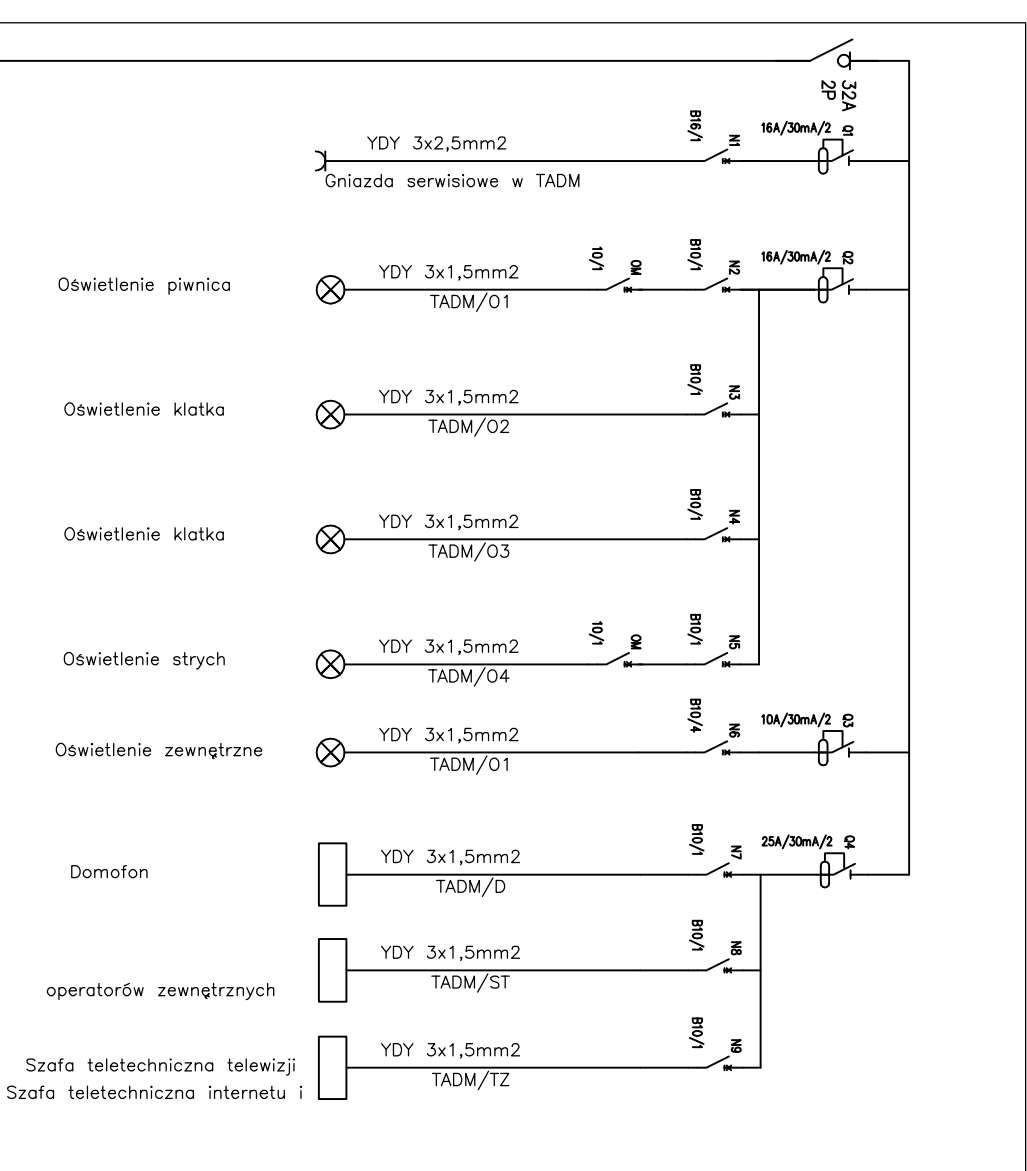 32A
2P
YDY 3x2,5mm2
B16/1
N1
16A/30mA/2
Q1
Gniazda serwisiowe w TADM
Oświetlenie piwnica
YDY 3x1,5mm2
TADM/O1
10/1
OM
B10/1
N2
16A/30mA/2
Q2
Oświetlenie klatka
YDY 3x1,5mm2
TADM/O2
B10/1
N3
Oświetlenie klatka
YDY 3x1,5mm2
TADM/O3
B10/1
N4
Oświetlenie strych
YDY 3x1,5mm2
TADM/O4
10/1
OM
B10/1
N5
Oświetlenie zewnętrzne
YDY 3x1,5mm2
TADM/O1
B10/4
N6
10A/30mA/2
Q3
Domofon
YDY 3x1,5mm2
TADM/D
B10/1
N7
25A/30mA/2
Q4
operatorów zewnętrznych
YDY 3x1,5mm2
TADM/ST
B10/1
N8
Szafa teletechniczna telewizji
Szafa teletechniczna internetu i
YDY 3x1,5mm2
TADM/TZ
B10/1
N9